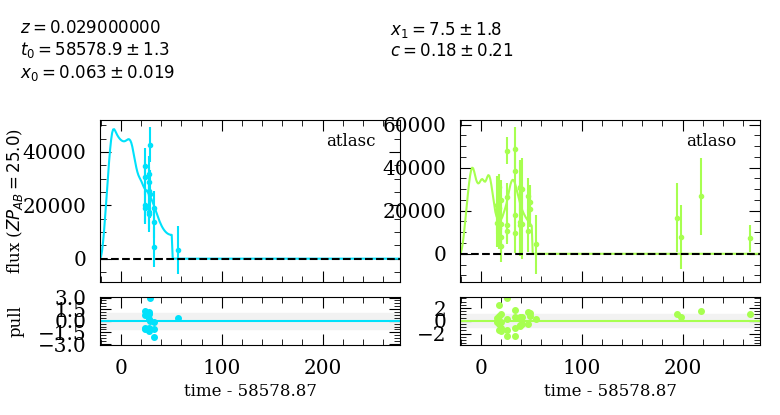 z = 0.029000000
t0 = 58578.9 ± 1.3
x0 = 0.063 ± 0.019
x1 = 7.5 ± 1.8
c = 0.18 ± 0.21
flux (ZPAB = 25.0)
40000
20000
0
atlasc
60000
40000
20000
0
atlaso
pull
3.0
1.5
0.0
−1.5
−3.0
2
0
−2
0 100 200
0 100 200
time - 58578.87
time - 58578.87